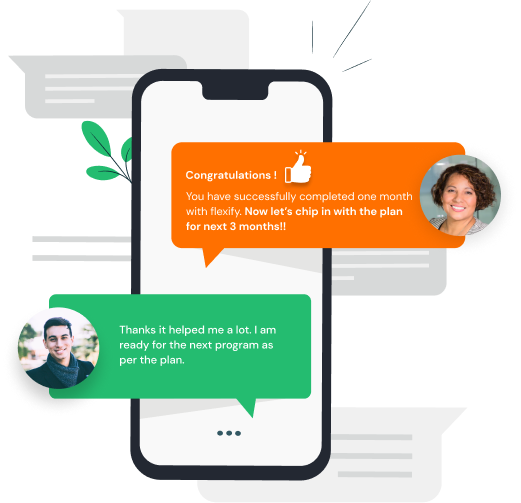 Congratulations !
You have successfully completed one month
with flexify. Now let's chip in with the plan
for next 3 months!!
Thanks it helped me a lot. I am
ready for the next program as
per the plan.